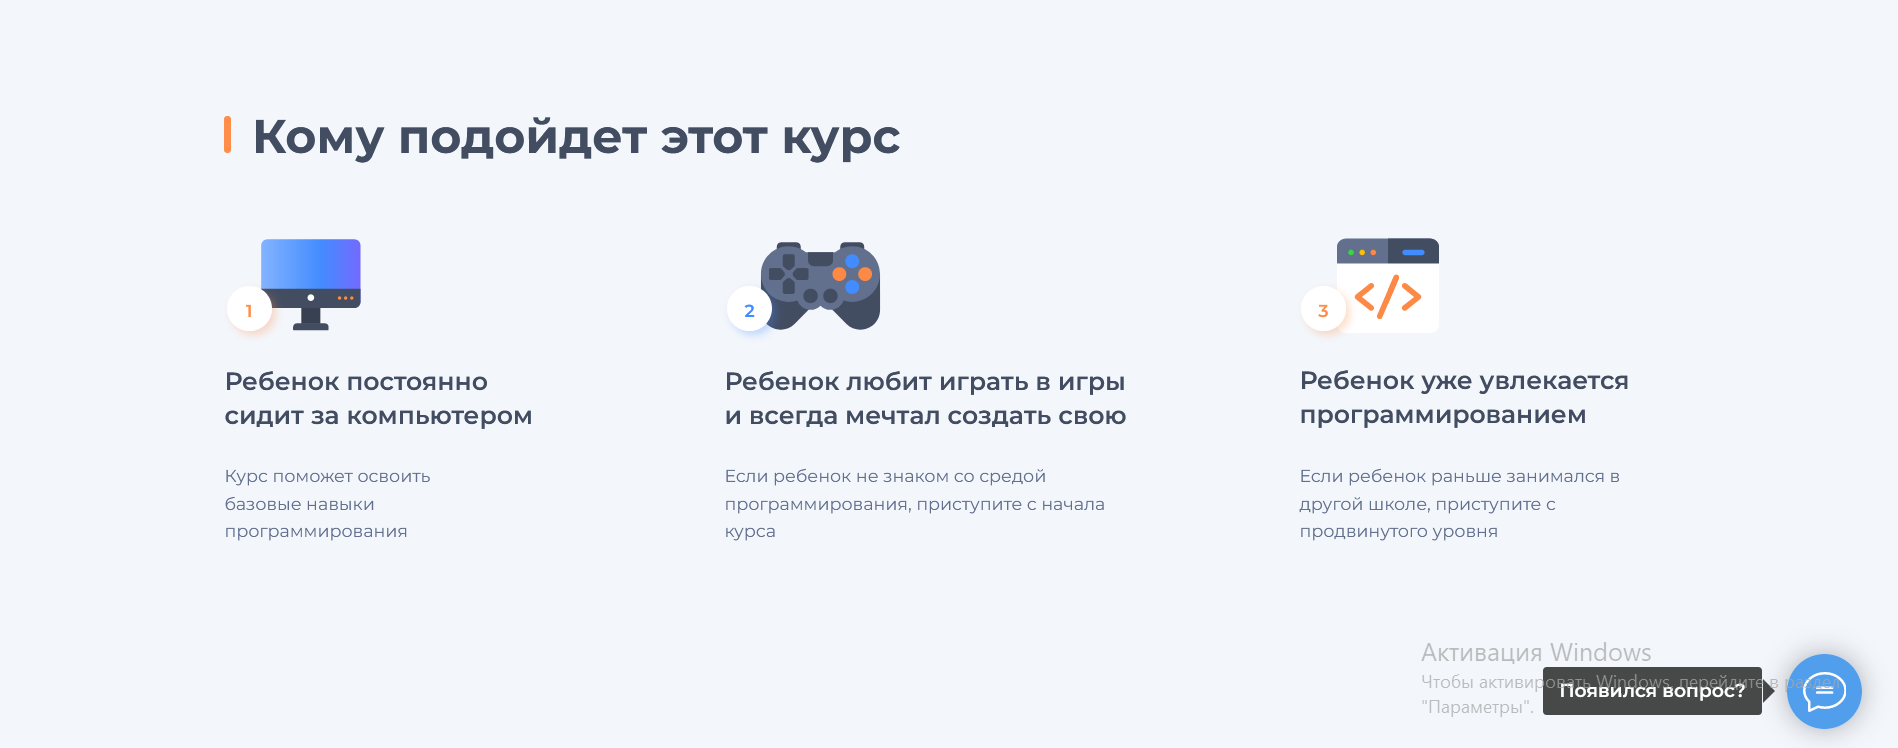 Кому подойдет этот курс
1
Ребенок постоянно
сидит за компьютером
Курс поможет освоить
базовые навыки
программирования
2
Ребенок любит играть в игры
и всегда мечтал создать свою
Если ребенок не знаком со средой
программирования, приступите с начала
курса
3
</>
Ребенок уже увлекается
программированием
Если ребенок раньше занимался в
другой школе, приступите с
продвинутого уровня
Активация Windows
Чтобы активировать Windows, перейдите в раздел
"Параметры".
Появился вопрос?